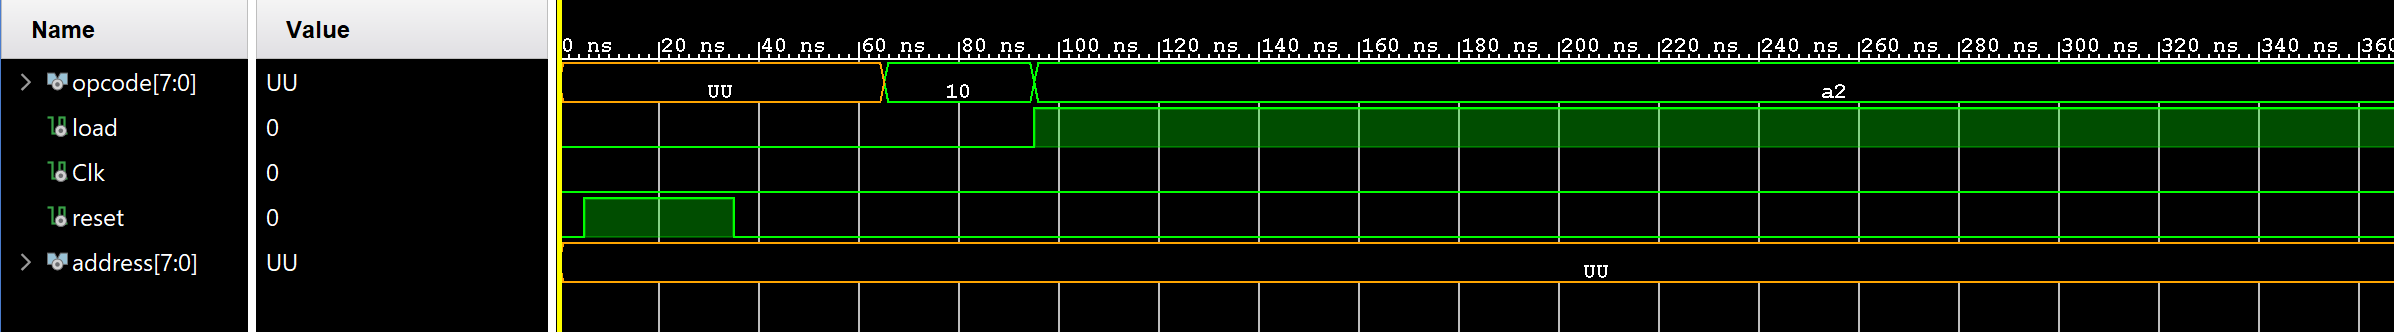 Name Value
0 ns 20 ns 40 ns 60 ns 80 ns 100 ns 120 ns 140 ns 160 ns 180 ns 200 ns 220 ns 240 ns 260 ns 280 ns 300 ns 320 ns 340 ns 360
opcode[7:0] UU UU 10 a2
load 0
Clk 0
reset 0
address[7:0] UU UU